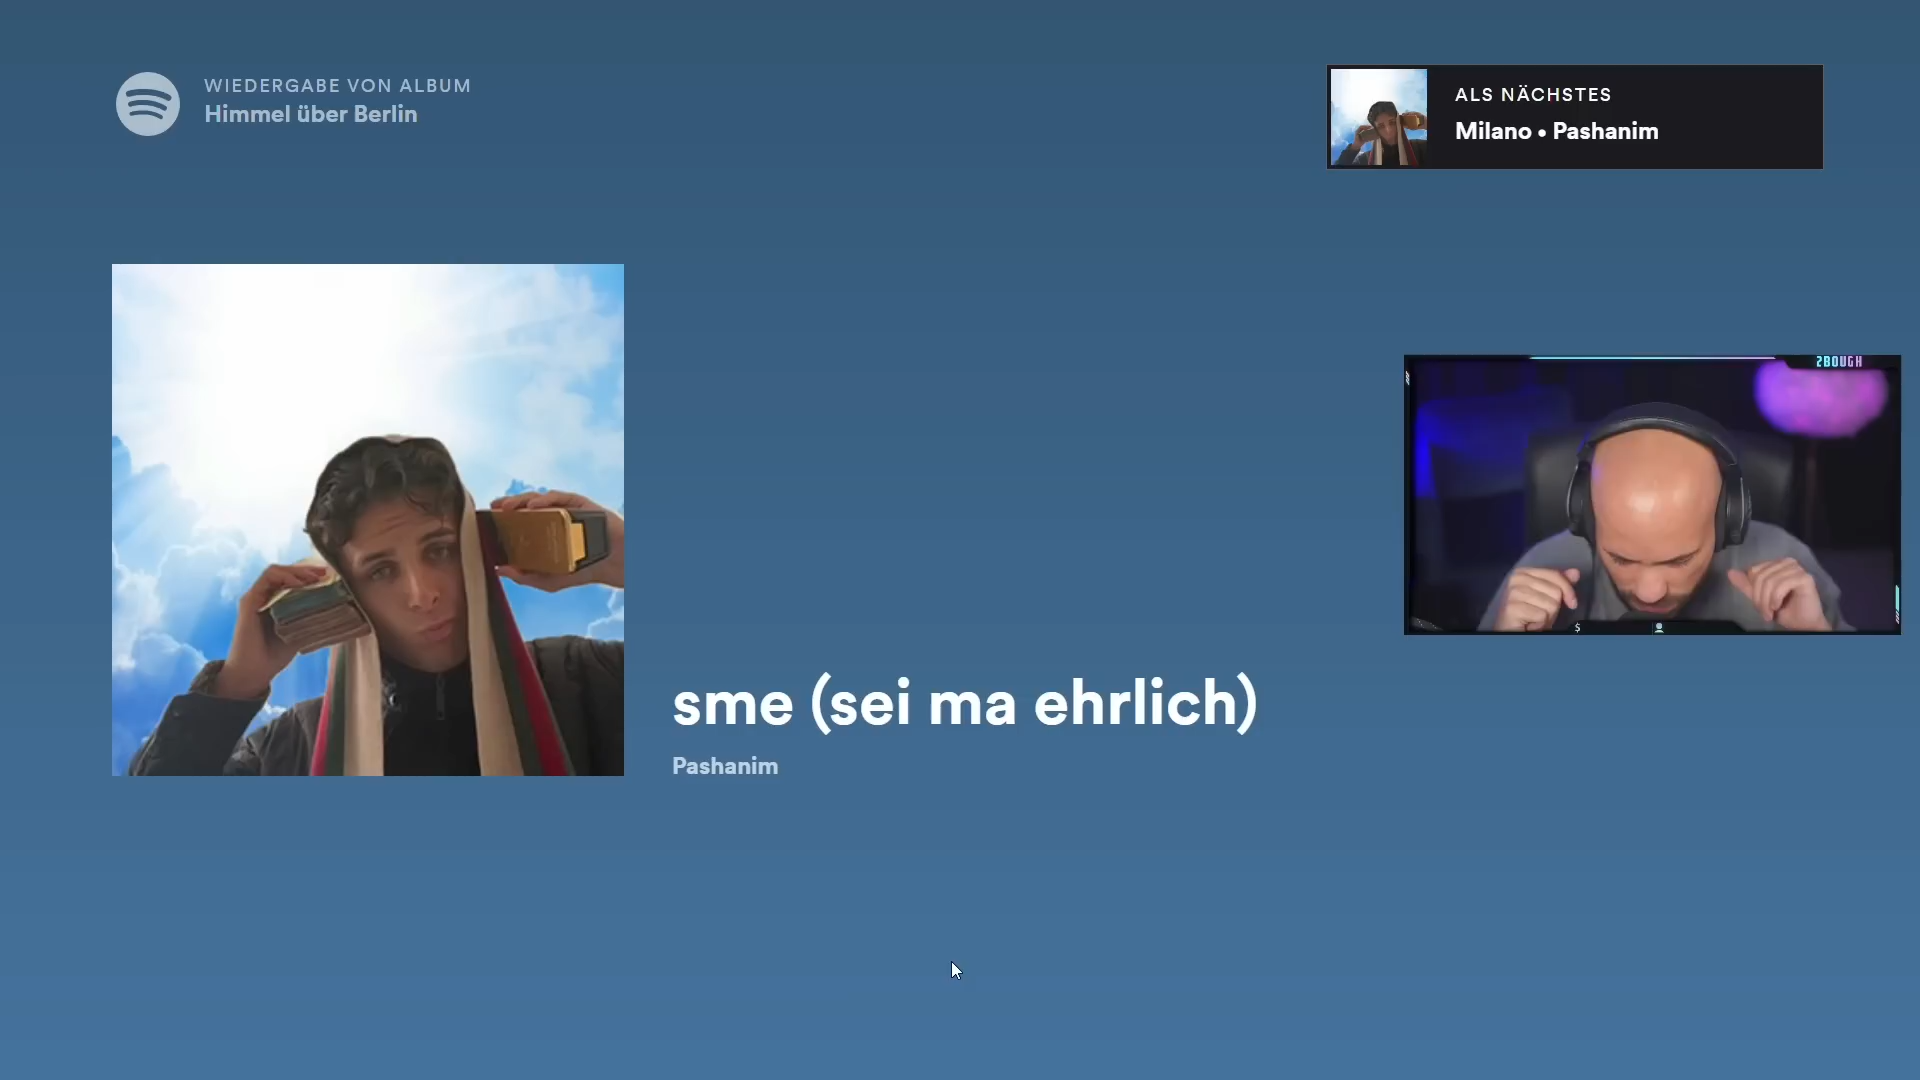 WIEDERGABE VON ALBUM
Himmel über Berlin
ALS NÄCHSTES
Milano • Pashanim
2BOUGH
$
sme (sei ma ehrlich)
Pashanim